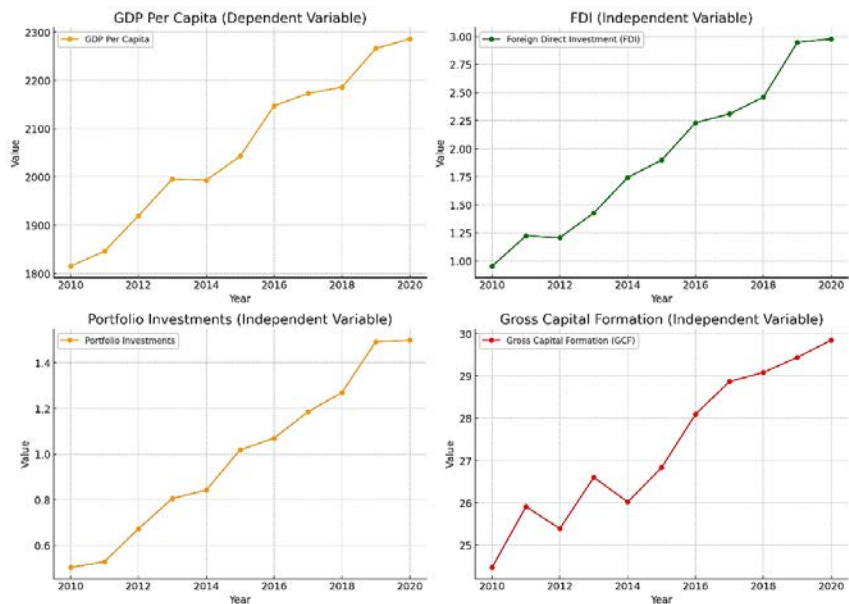 GDP Per Capita (Dependent Variable)
GDP Per Capita
2300
2200
2100
2000
1900
1800
Value
2010 2012 2014 2016 2018 2020
Year
FDI (Independent Variable)
Foreign Direct Investment (FDI)
3.00
2.75
2.50
2.25
2.00
1.75
1.50
1.25
1.00
Value
2010 2012 2014 2016 2018 2020
Year
Portfolio Investments (Independent Variable)
Portfolio Investments
1.4
1.2
1.0
0.8
0.6
Value
2010 2012 2014 2016 2018 2020
Year
Gross Capital Formation (Independent Variable)
Gross Capital Formation (GCF)
30
29
28
27
26
25
Value
2010 2012 2014 2016 2018 2020
Year